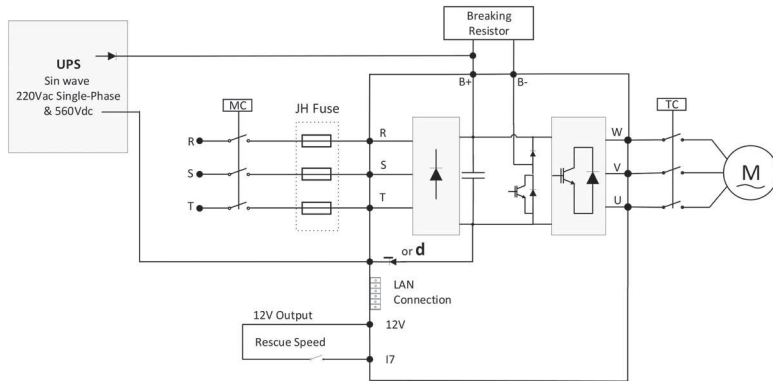 Breaking
Resistor
UPS
Sin wave
220Vac Single-Phase
& 560Vdc
B+
B-
MC
JH Fuse
TC
R
R
W
S
S
V
M
T
T
U
– or d
LAN
Connection
12V Output
12V
Rescue Speed
I7